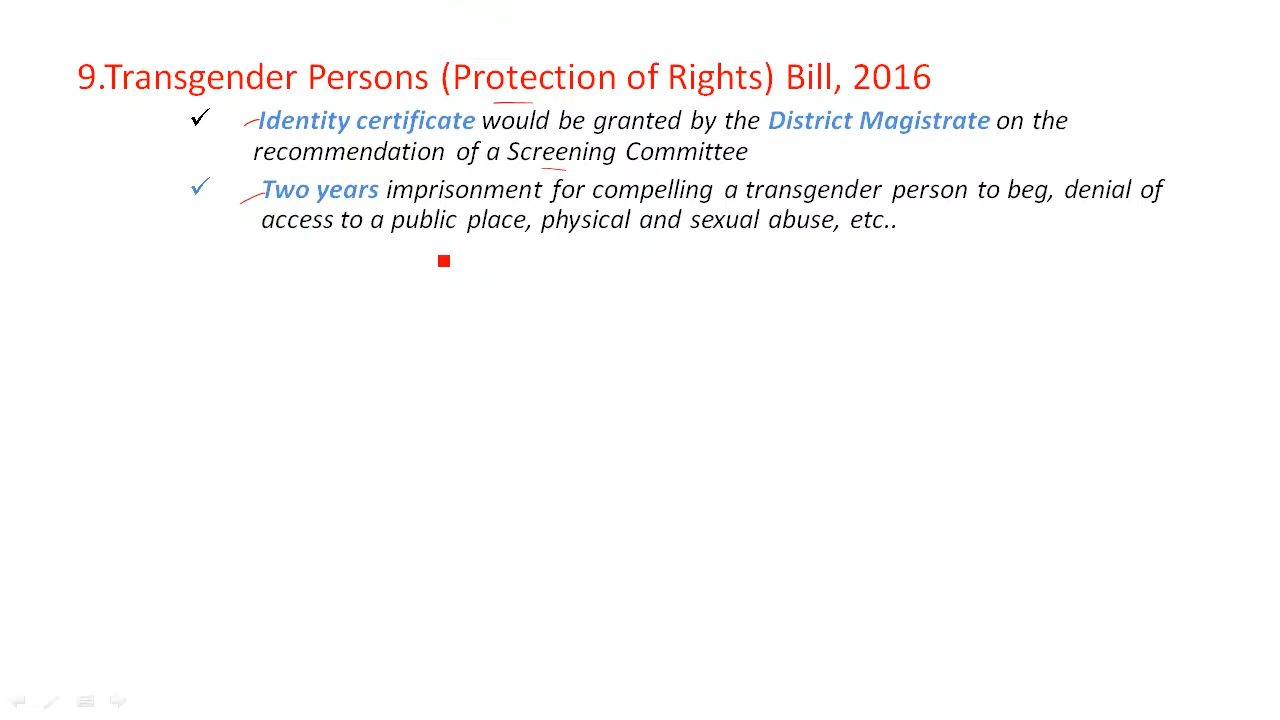 9.Transgender Persons (Protection of Rights) Bill, 2016
✓ Identity certificate would be granted by the District Magistrate on the
recommendation of a Screening Committee
✓ Two years imprisonment for compelling a transgender person to beg, denial of
access to a public place, physical and sexual abuse, etc..